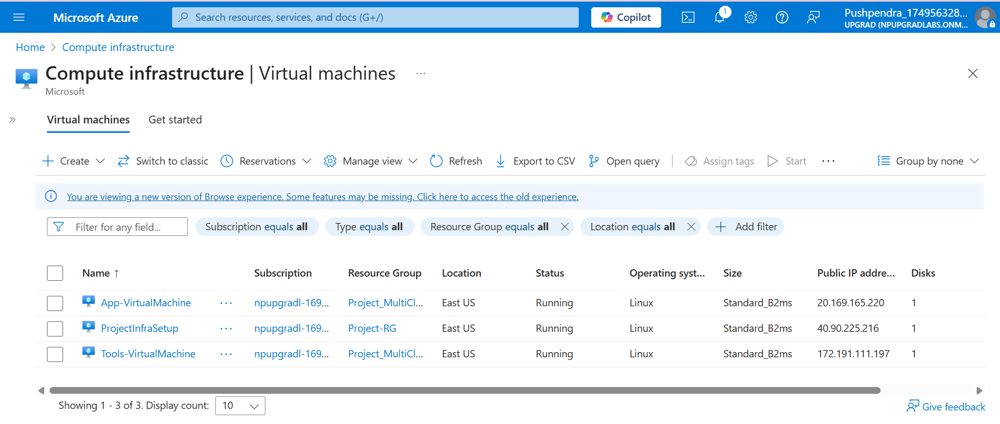 Microsoft Azure
Search resources, services, and docs (G+/)
Copilot
1
Pushpendra_174956328...
UPGRAD (NPUPGRADLABS.ONM...
Home > Compute infrastructure
Compute infrastructure | Virtual machines ...
Microsoft
Virtual machines Get started
Create Switch to classic Reservations Manage view Refresh Export to CSV Open query Assign tags Start ... Group by none
You are viewing a new version of Browse experience. Some features may be missing. Click here to access the old experience.
Filter for any field... Subscription equals all Type equals all Resource Group equals all Location equals all Add filter
Name ↑ Subscription Resource Group Location Status Operating syst... Size Public IP addre... Disks
App-VirtualMachine ... npupgradl-169... Project_MultiCl... East US Running Linux Standard_B2ms 20.169.165.220 1
ProjectInfraSetup ... npupgradl-169... Project-RG East US Running Linux Standard_B2ms 40.90.225.216 1
Tools-VirtualMachine ... npupgradl-169... Project_MultiCl... East US Running Linux Standard_B2ms 172.191.111.197 1
Showing 1 - 3 of 3. Display count: 10
Give feedback